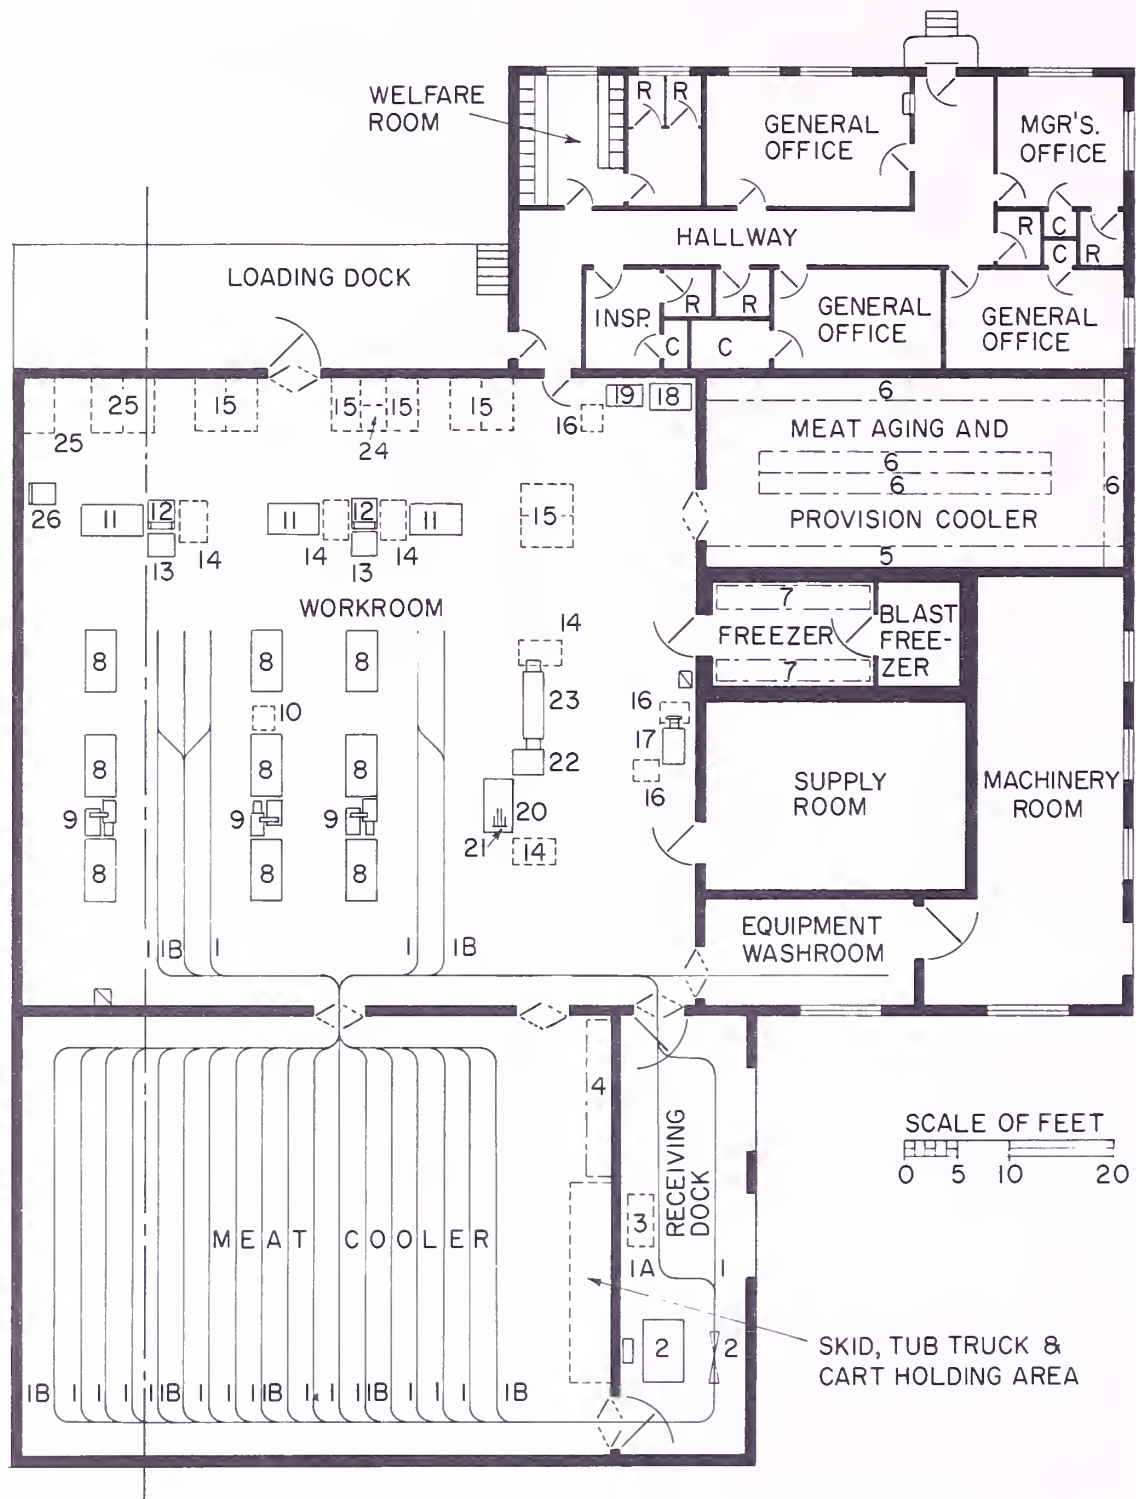 WELFARE
ROOM
R R
GENERAL
OFFICE
MGR'S.
OFFICE
HALLWAY
R C
C R
LOADING DOCK
INSP.
R R
C C
GENERAL
OFFICE
GENERAL
OFFICE
25 15 15 15 15
25
24
16 19 18
6
MEAT AGING AND
6
6
6
PROVISION COOLER
5
26 11 12 11 12 11
14 14 14
13 13
15
WORKROOM
8 8 8
14
7
FREEZER
7
BLAST
FREE-
ZER
10
23
16
17
8 8 8
22
16
9 9 9
20
21
14
8 8 8
SUPPLY
ROOM
MACHINERY
ROOM
EQUIPMENT
WASHROOM
1 1B 1 1 1B
4
RECEIVING
DOCK
3
1A 1
SCALE OF FEET
0 5 10 20
MEAT COOLER
2 2
SKID, TUB TRUCK &
CART HOLDING AREA
1B 1 1 1 1B 1 1 1 1B 1 1 1 1B 1 1 1 1B